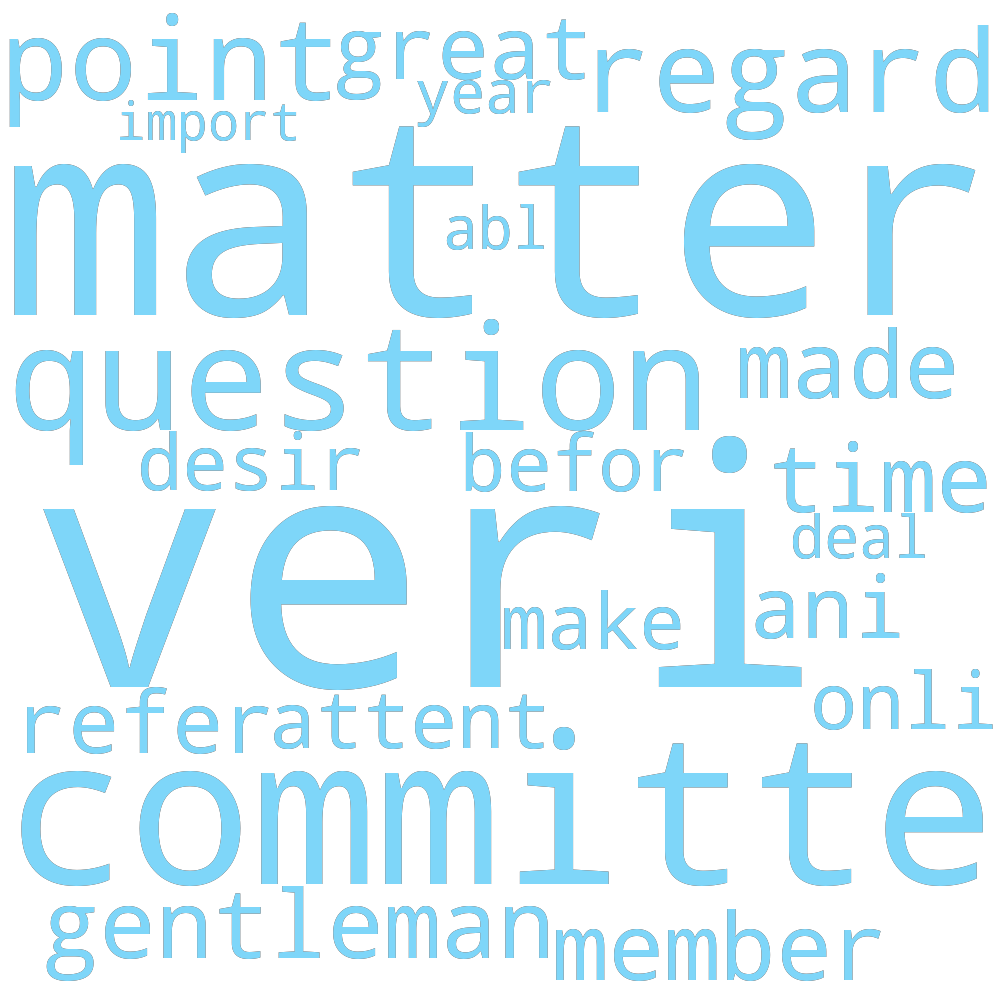 point great regard
import year
matter
abl
question made
desir befor time
deal
veri
make ani
refer attent onli
committe
gentleman member